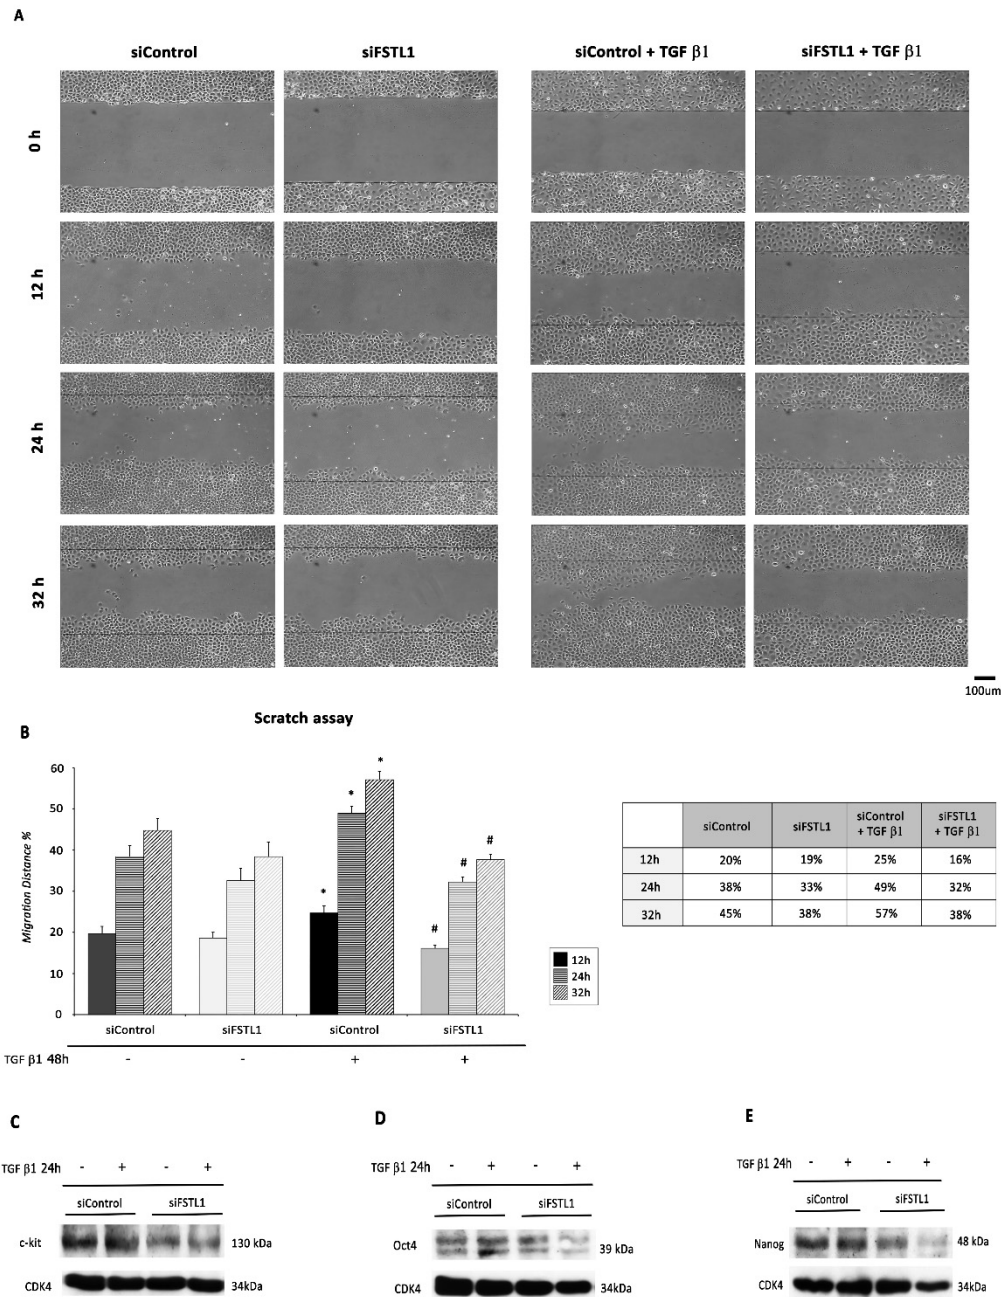 A
siControl
siFSTL1
siControl + TGF β1
siFSTL1 + TGF β1
0 h
12 h
24 h
32 h
100um
B
Scratch assay
Migration Distance %
60
50
40
30
20
10
0
* * *
# # #
siControl siFSTL1 siControl siFSTL1
TGF β1 48h - - + +
12h
24h
32h
siControl siFSTL1 siControl + TGF β1 siFSTL1 + TGF β1
12h 20% 19% 25% 16%
24h 38% 33% 49% 32%
32h 45% 38% 57% 38%
C
TGF β1 24h - + - +
siControl siFSTL1
c-kit 130 kDa
CDK4 34kDa
D
TGF β1 24h - + - +
siControl siFSTL1
Oct4 39 kDa
CDK4 34kDa
E
TGF β1 24h - + - +
siControl siFSTL1
Nanog 48 kDa
CDK4 34kDa